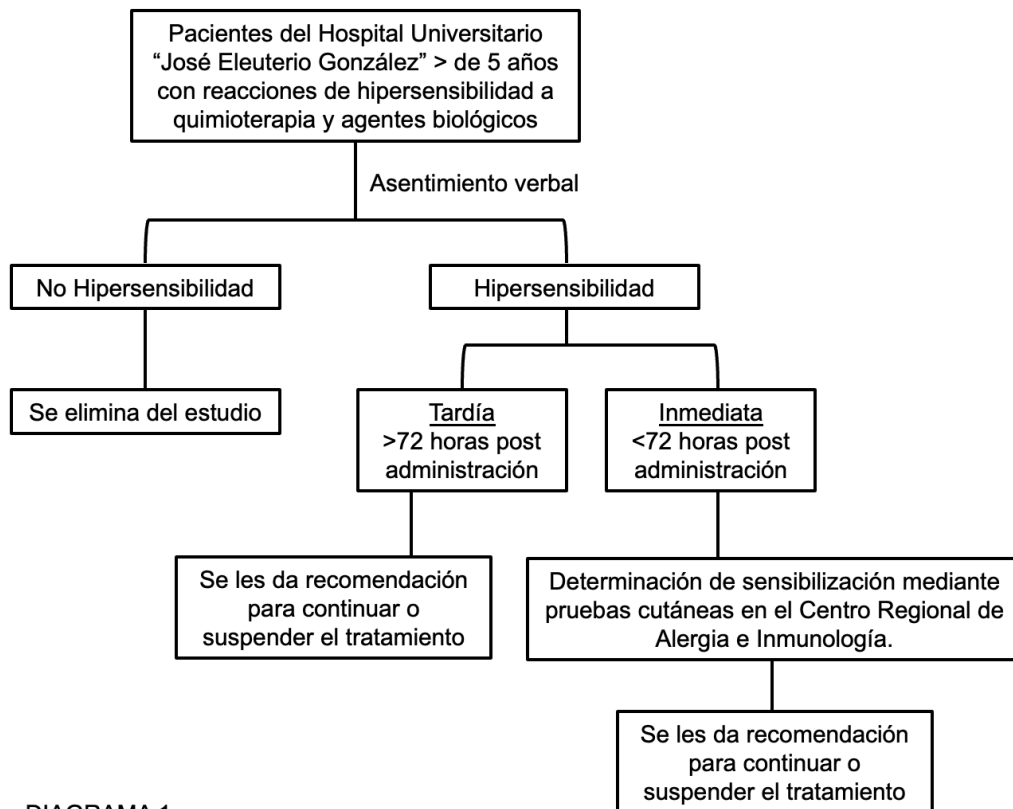 Pacientes del Hospital Universitario
“José Eleuterio González” > de 5 años
con reacciones de hipersensibilidad a
quimioterapia y agentes biológicos
Asentimiento verbal
No Hipersensibilidad
Hipersensibilidad
Se elimina del estudio
Tardía
>72 horas post
administración
Inmediata
<72 horas post
administración
Se les da recomendación
para continuar o
suspender el tratamiento
Determinación de sensibilización mediante
pruebas cutáneas en el Centro Regional de
Alergia e Inmunología.
Se les da recomendación
para continuar o
suspender el tratamiento
DIAGRAMA 1